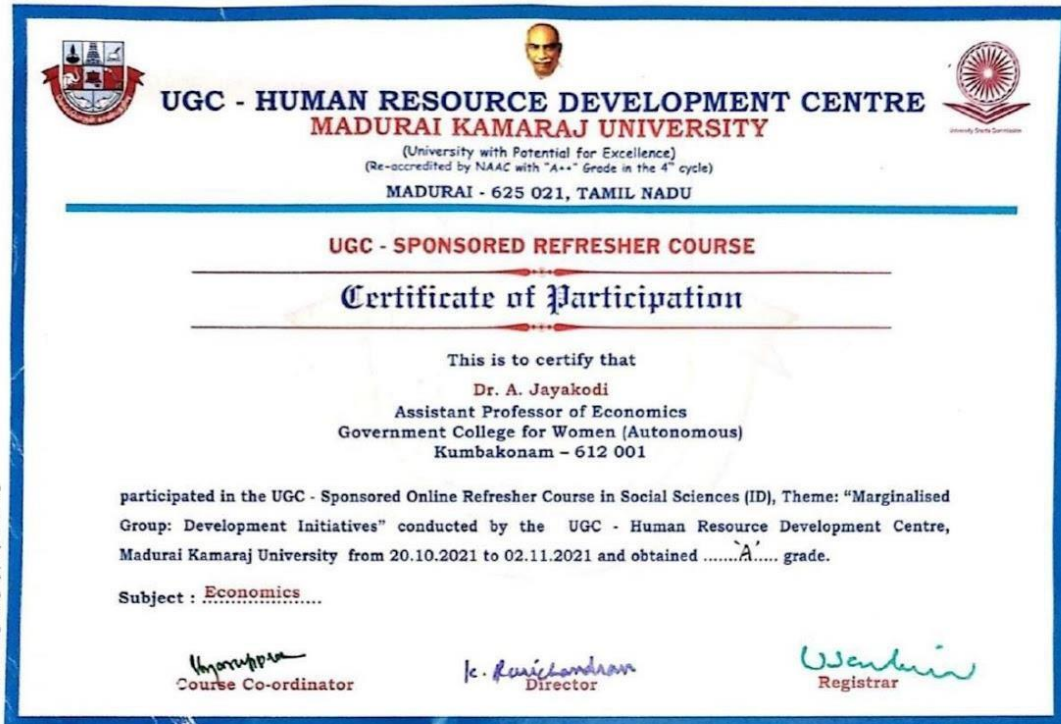 UGC - HUMAN RESOURCE DEVELOPMENT CENTRE
MADURAI KAMARAJ UNIVERSITY
(University with Potential for Excellence)
(Re-accredited by NAAC with "A++" Grade in the 4th cycle)
MADURAI - 625 021, TAMIL NADU
University Grants Commission
UGC - SPONSORED REFRESHER COURSE
Certificate of Participation
This is to certify that
Dr. A. Jayakodi
Assistant Professor of Economics
Government College for Women (Autonomous)
Kumbakonam – 612 001
participated in the UGC - Sponsored Online Refresher Course in Social Sciences (ID), Theme: "Marginalised
Group: Development Initiatives" conducted by the UGC - Human Resource Development Centre,
Madurai Kamaraj University from 20.10.2021 to 02.11.2021 and obtained .......'A'..... grade.
Subject : Economics
K. Ravichandran
Course Co-ordinator Director Registrar